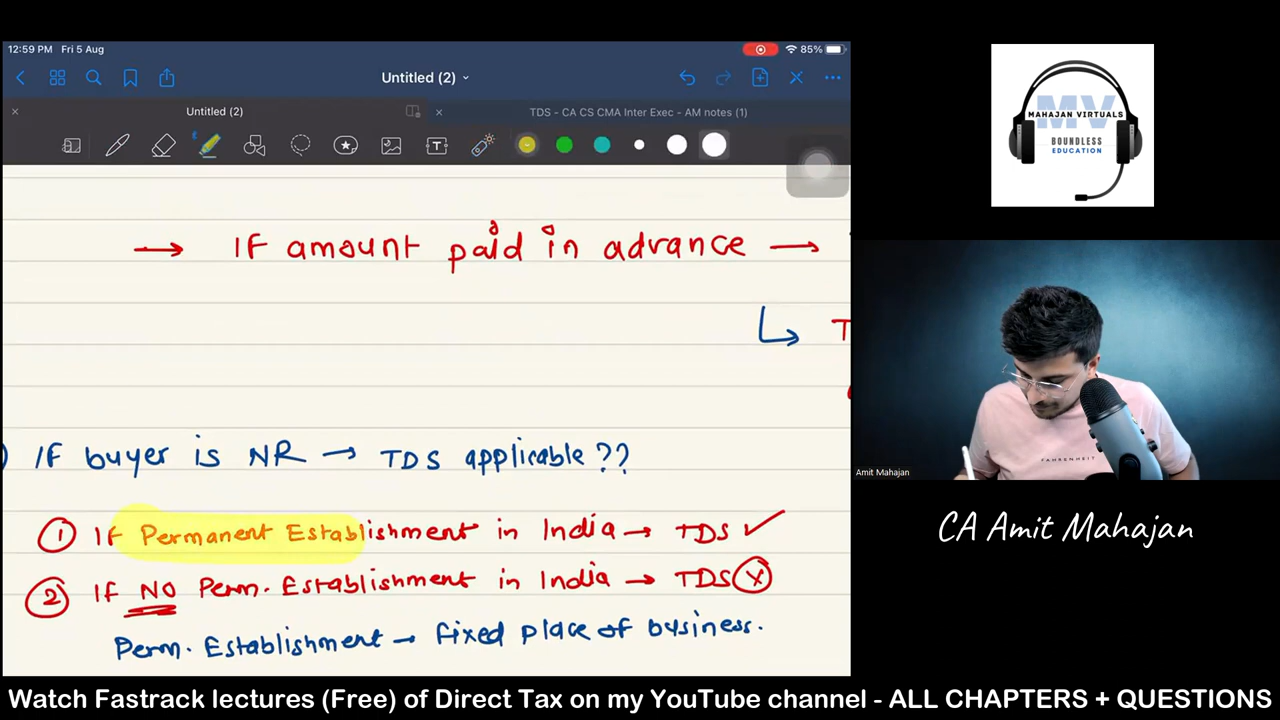 12:59 PM Fri 5 Aug
85%
Untitled (2)
Untitled (2)
TDS - CA CS CMA Inter Exec - AM notes (1)
→ IF amount paid in advance →
↳ T
) IF buyer is NR → TDS applicable ??
① If Permanent Establishment in India → TDS ✓
② If NO Perm. Establishment in India → TDS ⓧ
Perm. Establishment → fixed place of business.
MV
MAHAJAN VIRTUALS
BOUNDLESS
EDUCATION
FAHRENHEIT
Amit Mahajan
CA Amit Mahajan
Watch Fastrack lectures (Free) of Direct Tax on my YouTube channel - ALL CHAPTERS + QUESTIONS